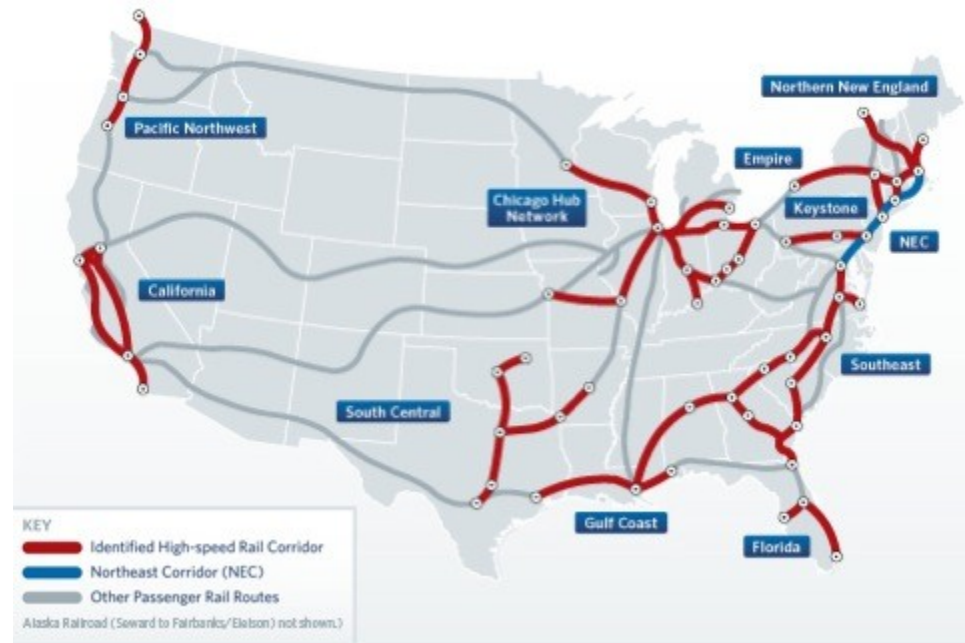 Northern New England
Pacific Northwest
Empire
Chicago Hub
Network
Keystone
NEC
California
Southeast
South Central
Gulf Coast
Florida
KEY
Identified High-speed Rail Corridor
Northeast Corridor (NEC)
Other Passenger Rail Routes
Alaska Railroad (Seward to Fairbanks/Eielson) not shown.)